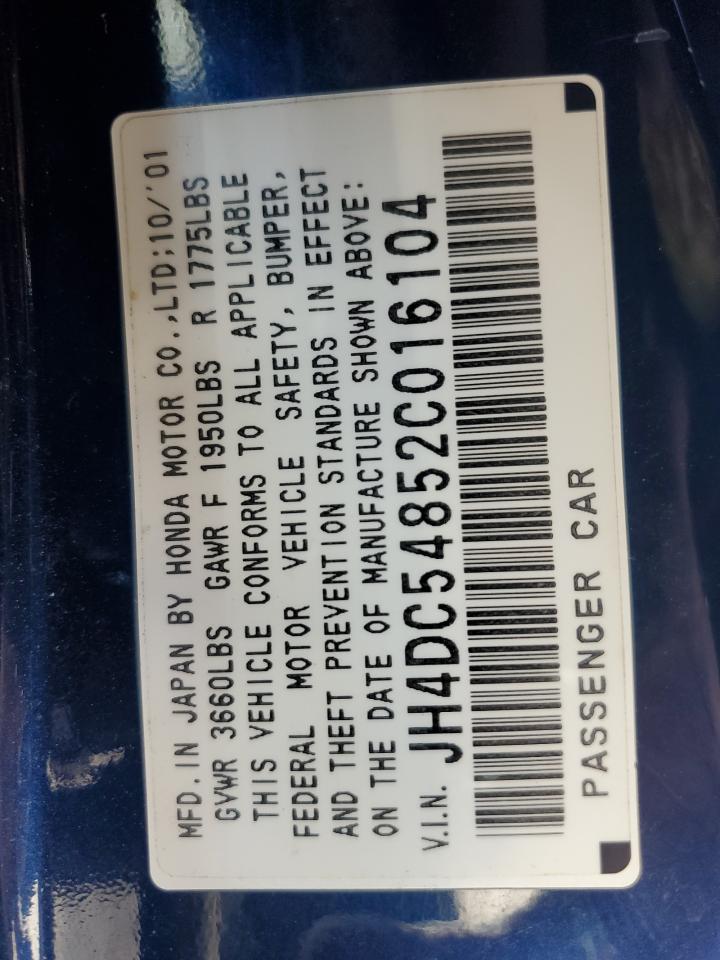 MFD. IN JAPAN BY HONDA MOTOR CO.,LTD;10/'01
GVWR 3660LBS GAWR F 1950LBS R 1775LBS
THIS VEHICLE CONFORMS TO ALL APPLICABLE
FEDERAL MOTOR VEHICLE SAFETY, BUMPER,
AND THEFT PREVENTION STANDARDS IN EFFECT
ON THE DATE OF MANUFACTURE SHOWN ABOVE:
V.I.N. JH4DC54852C016104
PASSENGER CAR